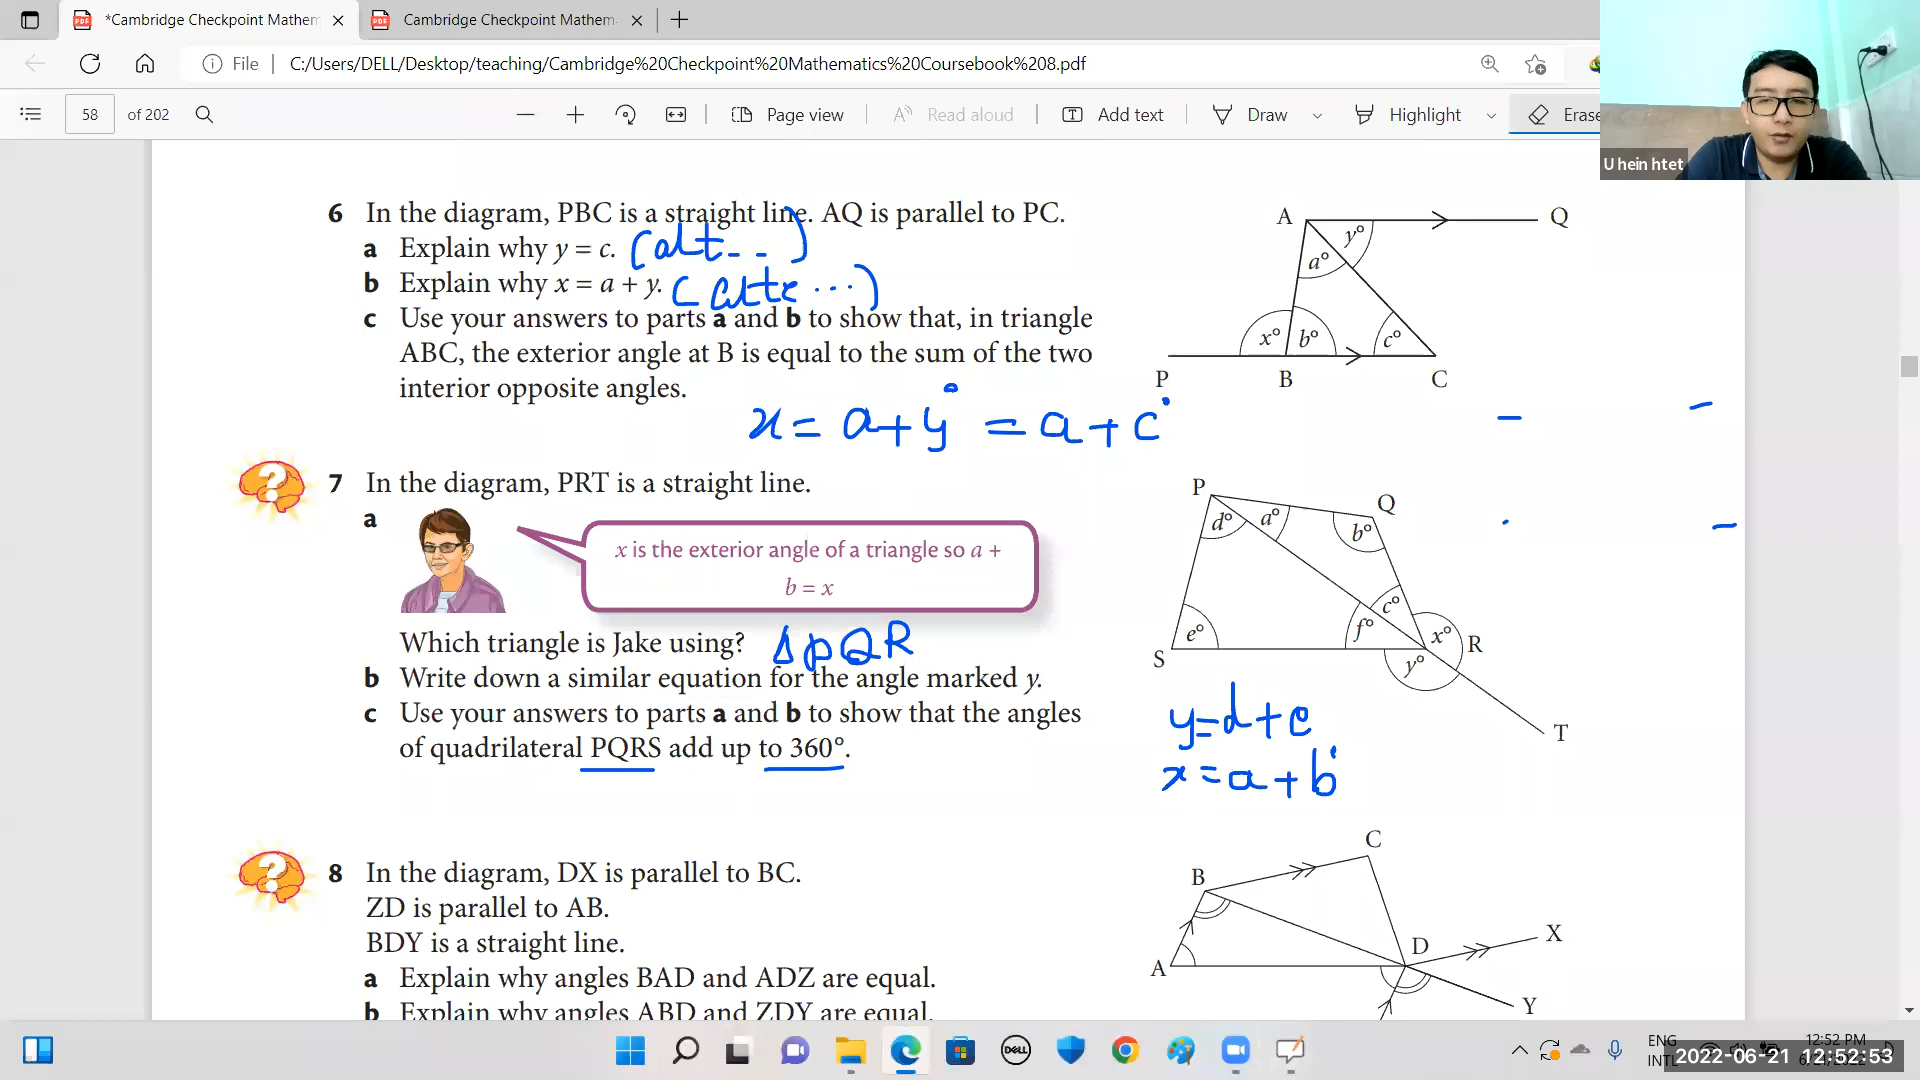 *Cambridge Checkpoint Mathem
Cambridge Checkpoint Mathem
File
C:/Users/DELL/Desktop/teaching/Cambridge%20Checkpoint%20Mathematics%20Coursebook%208.pdf
58 of 202
Page view
Read aloud
Add text
Draw
Highlight
Erase
U hein htet
6 In the diagram, PBC is a straight line. AQ is parallel to PC.
a Explain why y = c. (alt-- )
b Explain why x = a + y.
c Use your answers to parts a and b to show that, in triangle
ABC, the exterior angle at B is equal to the sum of the two
interior opposite angles.
x = a + y° = a + c°
A Q
y°
a°
x° b° c°
P B C
7 In the diagram, PRT is a straight line.
a
x is the exterior angle of a triangle so a +
b = x
Which triangle is Jake using? Δ PQR
b Write down a similar equation for the angle marked y.
c Use your answers to parts a and b to show that the angles
of quadrilateral PQRS add up to 360°.
P Q
d° a° b°
c°
e° f° x° R
S y°
T
y=d+e
x=a+b
8 In the diagram, DX is parallel to BC.
ZD is parallel to AB.
BDY is a straight line.
a Explain why angles BAD and ADZ are equal.
b Explain why angles ABD and ZDY are equal.
C
B
X
D
A
Y
DELL
ENG
INTL
12:52 PM
2022-06-21 12:52:53